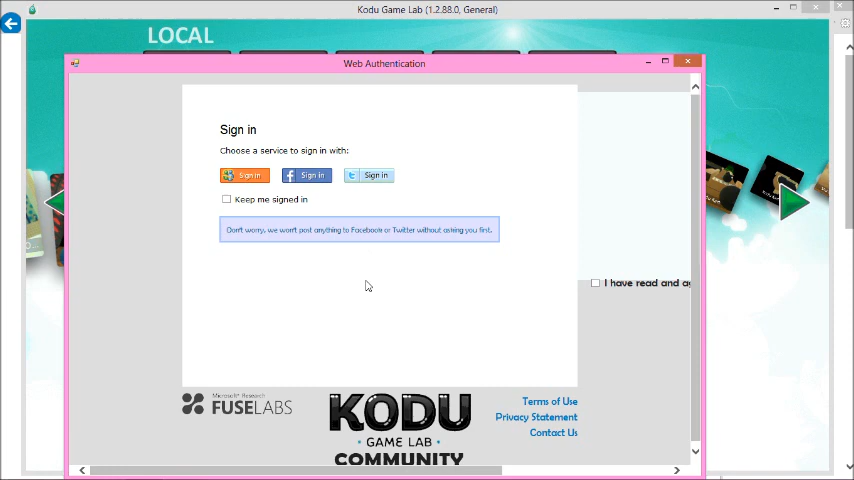 Kodu Game Lab (1.2.88.0, General)
LOCAL
Web Authentication
Sign in
Choose a service to sign in with:
Sign in
Sign in
Sign in
Keep me signed in
Don't worry, we won't post anything to Facebook or Twitter without asking you first.
I have read and ag
Microsoft® Research
FUSELABS
KODU
GAME LAB
COMMUNITY
Terms of Use
Privacy Statement
Contact Us